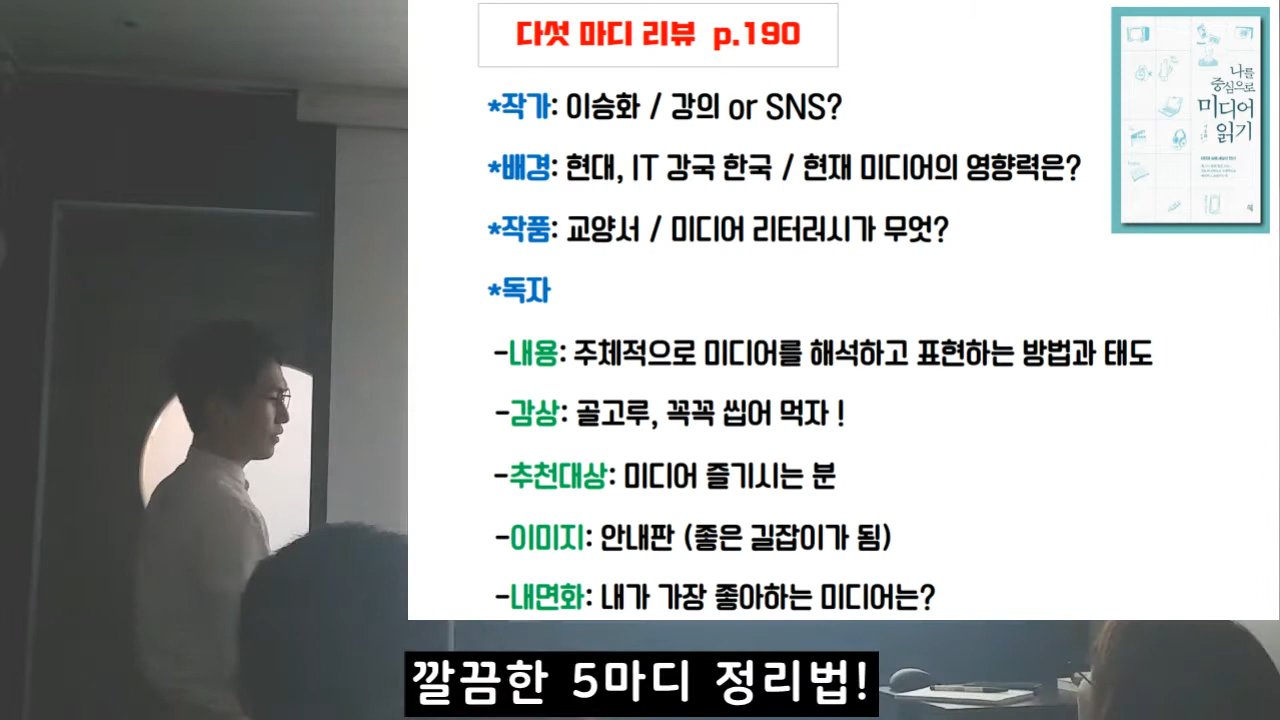 다섯 마디 리뷰 p.190
*작가: 이승화 / 강의 or SNS?
*배경: 현대, IT 강국 한국 / 현재 미디어의 영향력은?
*작품: 교양서 / 미디어 리터러시가 무엇?
*독자
-내용: 주체적으로 미디어를 해석하고 표현하는 방법과 태도
-감상: 골고루, 꼭꼭 씹어 먹자 !
-추천대상: 미디어 즐기시는 분
-이미지: 안내판 (좋은 길잡이가 됨)
-내면화: 내가 가장 좋아하는 미디어는?
나를
중심으로
미디어
읽기
깔끔한 5마디 정리법!